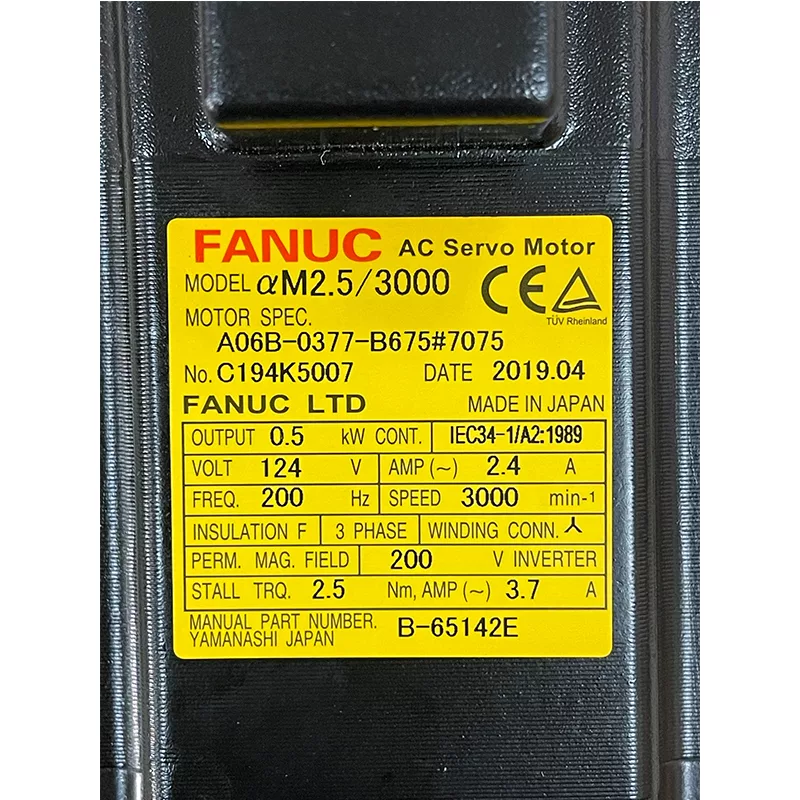 FANUC AC Servo Motor
MODEL αM2.5/3000
CE
TÜV Rheinland
MOTOR SPEC.
A06B-0377-B675#7075
No. C194K5007 DATE 2019.04
FANUC LTD MADE IN JAPAN
OUTPUT 0.5 kW CONT. IEC34-1/A2:1989
VOLT 124 V AMP(~) 2.4 A
FREQ. 200 Hz SPEED 3000 min-1
INSULATION F 3 PHASE WINDING CONN. ⅄
PERM. MAG. FIELD 200 V INVERTER
STALL TRQ. 2.5 Nm, AMP (~) 3.7 A
MANUAL PART NUMBER. B-65142E
YAMANASHI JAPAN